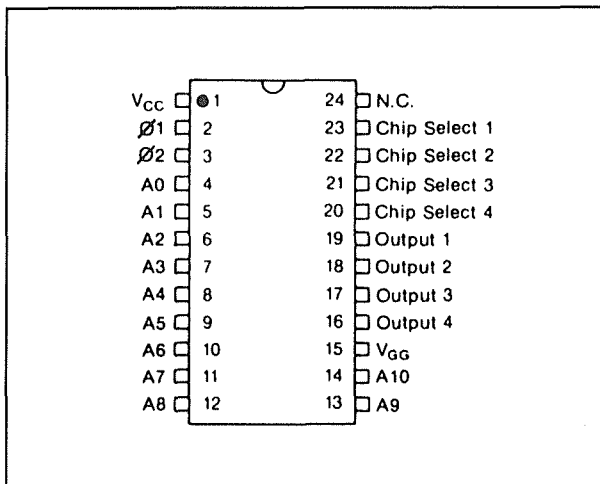 VCC 1 24 N.C.
Ø1 2 23 Chip Select 1
Ø2 3 22 Chip Select 2
A0 4 21 Chip Select 3
A1 5 20 Chip Select 4
A2 6 19 Output 1
A3 7 18 Output 2
A4 8 17 Output 3
A5 9 16 Output 4
A6 10 15 VGG
A7 11 14 A10
A8 12 13 A9